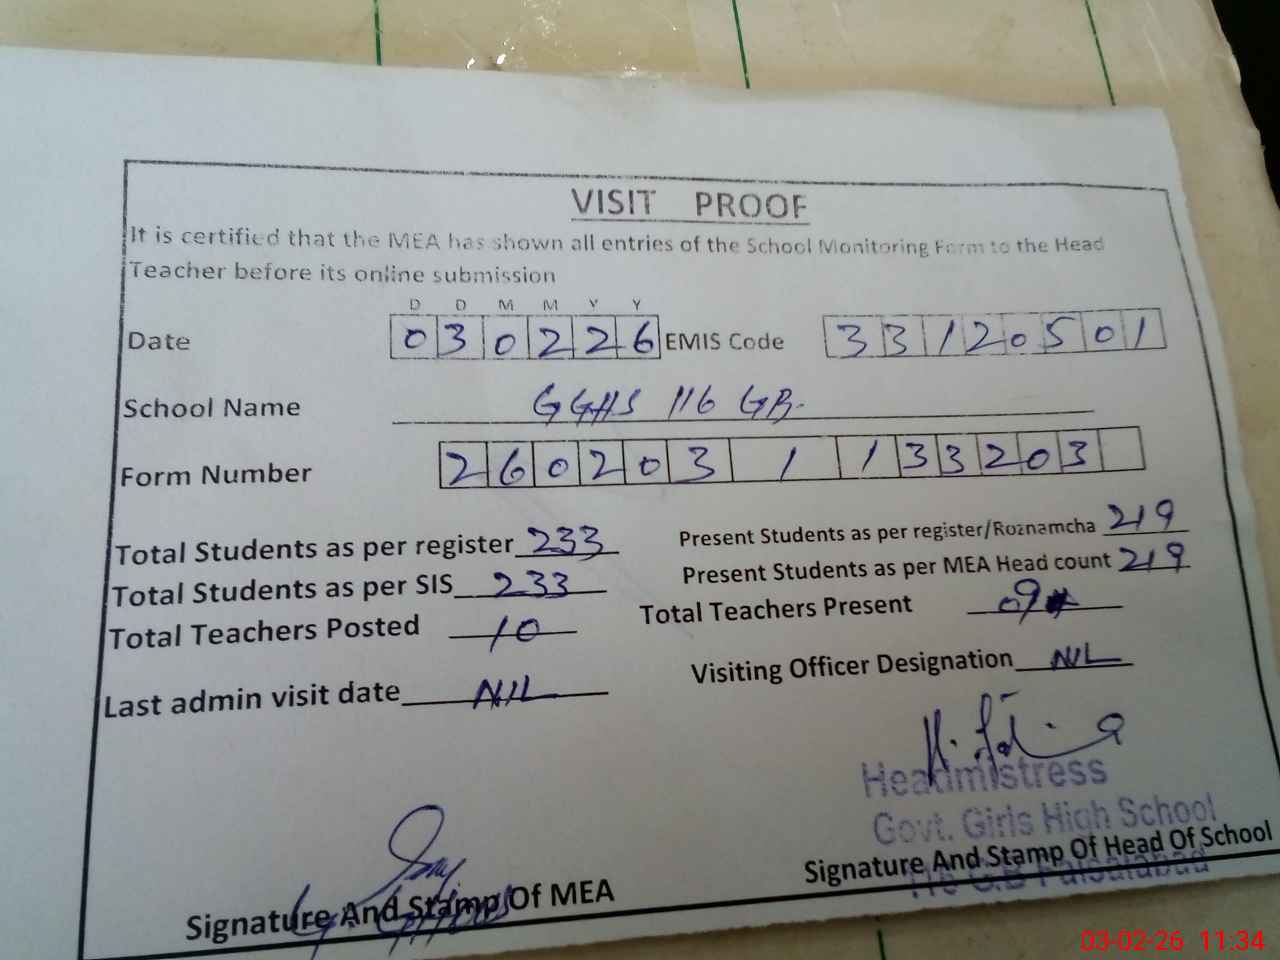 VISIT PROOF
It is certified that the MEA has shown all entries of the School Monitoring Form to the Head
Teacher before its online submission
D D M M Y Y
Date 0 3 0 2 2 6 EMIS Code 3 3 1 2 0 5 0 1
School Name GGHS 116 GB.
Form Number 2 6 0 2 0 3 1 1 3 3 2 0 3
Total Students as per register 233 Present Students as per register/Roznamcha 219
Total Students as per SIS 233 Present Students as per MEA Head count 219
Total Teachers Posted 10 Total Teachers Present 09
Last admin visit date NIL Visiting Officer Designation NIL
Headmistress
Govt. Girls High School
Signature And Stamp Of Head Of School
G.B Faisalabad
Signature And Stamp Of MEA
03-02-26 11:34